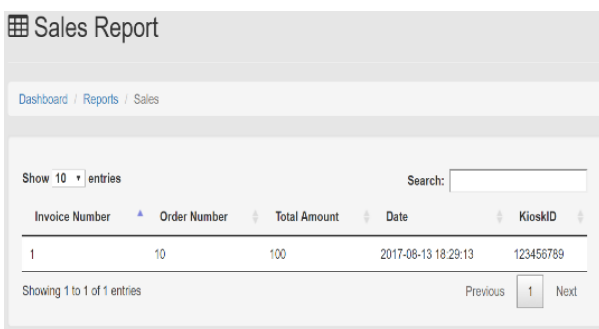 Sales Report
Dashboard / Reports / Sales
Show 10 entries Search:
Invoice Number Order Number Total Amount Date KioskID
1 10 100 2017-08-13 18:29:13 123456789
Showing 1 to 1 of 1 entries Previous 1 Next